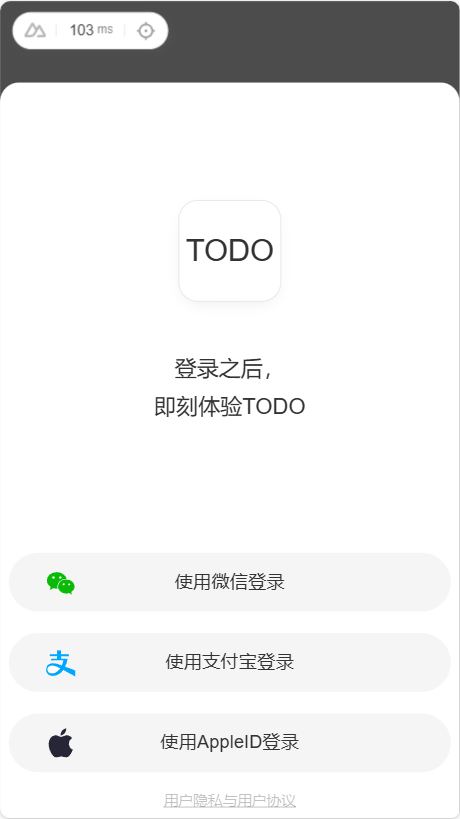 103 ms
TODO
登录之后，
即刻体验TODO
使用微信登录
使用支付宝登录
使用AppleID登录
用户隐私与用户协议